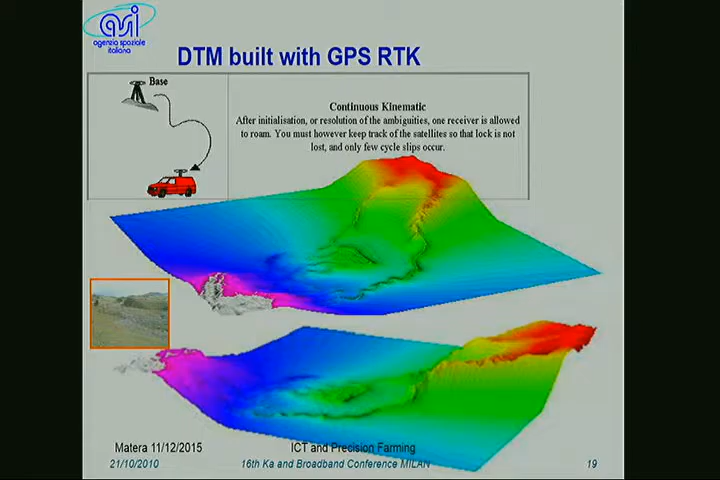 asi
agenzia spaziale
italiana
DTM built with GPS RTK
Base
Continuous Kinematic
After initialisation, or resolution of the ambiguities, one receiver is allowed
to roam. You must however keep track of the satellites so that lock is not
lost, and only few cycle slips occur.
Matera 11/12/2015
ICT and Precision Farming
21/10/2010
16th Ka and Broadband Conference MILAN
19